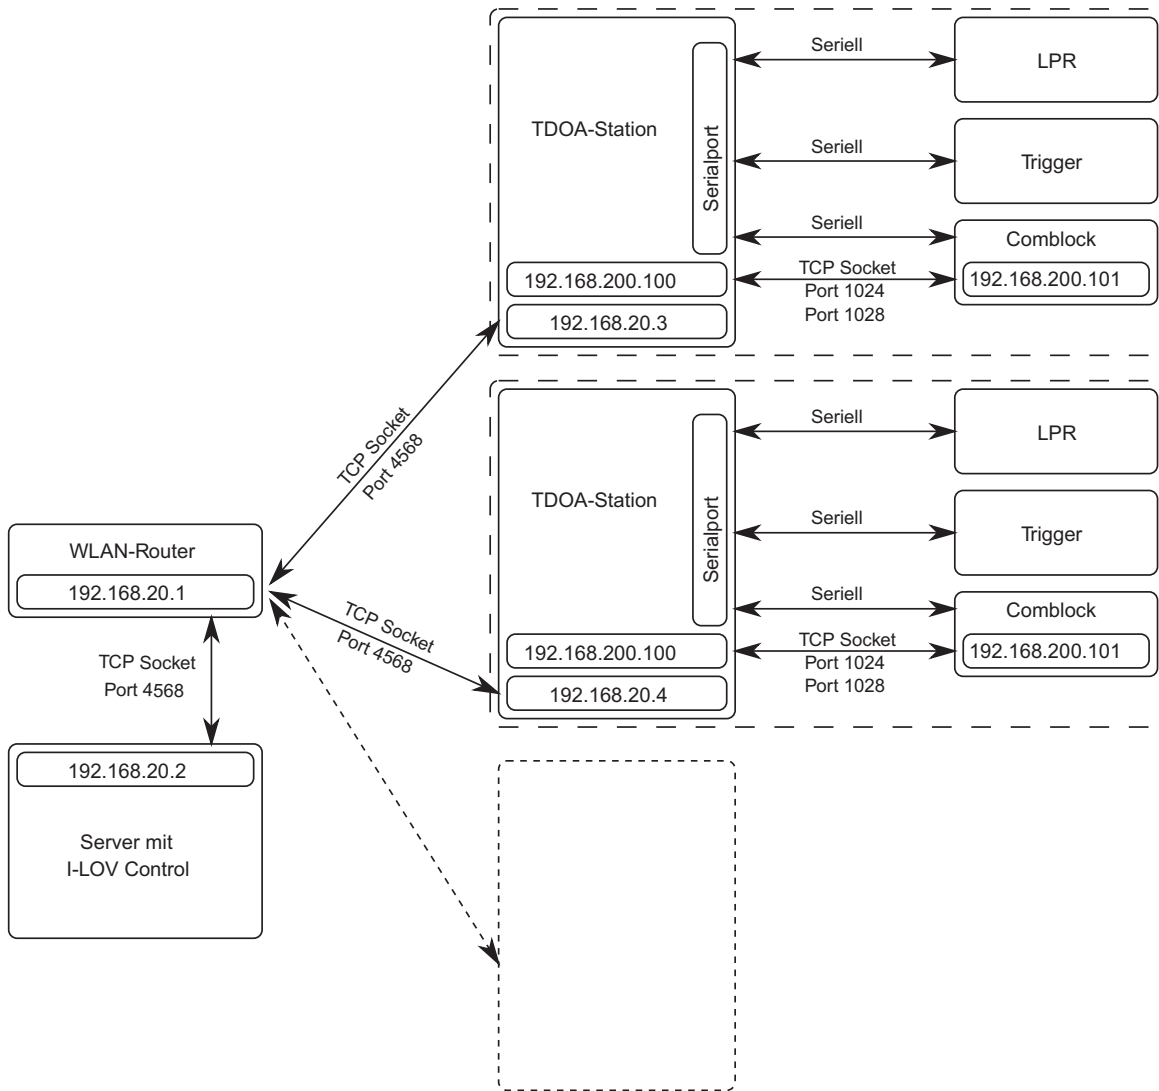 TDOA-Station
Serialport
192.168.200.100
192.168.20.3
Seriell
Seriell
Seriell
TCP Socket
Port 1024
Port 1028
LPR
Trigger
Comblock
192.168.200.101
TCP Socket
Port 4568
TDOA-Station
Serialport
192.168.200.100
192.168.20.4
Seriell
Seriell
Seriell
TCP Socket
Port 1024
Port 1028
LPR
Trigger
Comblock
192.168.200.101
TCP Socket
Port 4568
WLAN-Router
192.168.20.1
TCP Socket
Port 4568
192.168.20.2
Server mit
I-LOV Control